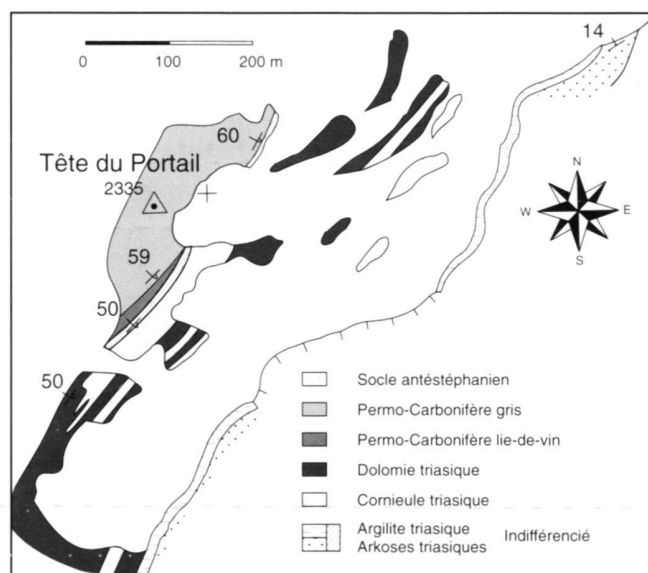 14
0 100 200 m
60
Tête du Portail
2335
N
W E
S
59
50
50
Socle antéstéphanien
Permo-Carbonifère gris
Permo-Carbonifère lie-de-vin
Dolomie triasique
Cornieule triasique
Argilite triasique
Arkoses triasiques Indifférencié